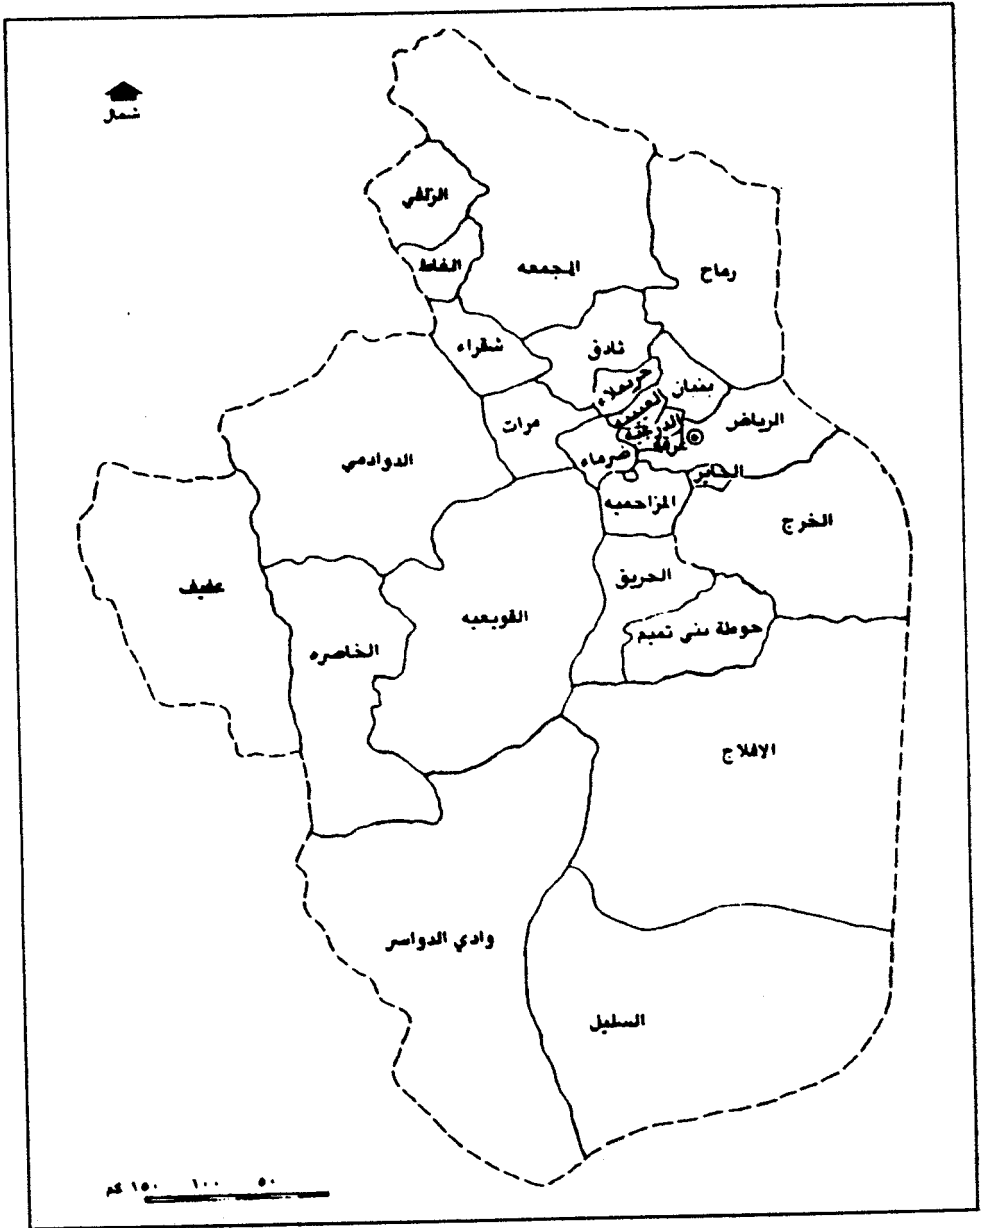 شمال
الزلفي
الغاط
المجمعه
رماح
شقراء
ثادق
حريملاء
العيينه
بنبان
مرات
الدرعية
عرقة
الرياض
الدوادمي
ضرماء
الحاير
المزاحميه
الخرج
عفيف
الحريق
القويعيه
حوطة بني تميم
الخاصره
الافلاج
وادي الدواسر
السليل
٥٠ ١٠٠ ١٥٠ كم